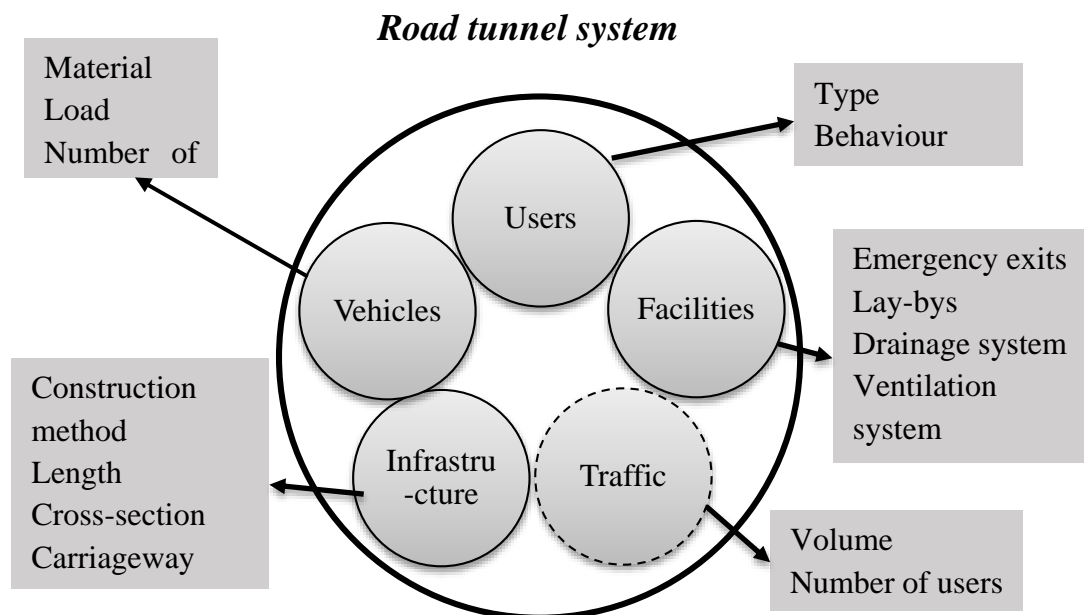 Road tunnel system
Material
Load
Number of
Type
Behaviour
Users
Vehicles
Facilities
Emergency exits
Lay-bys
Drainage system
Ventilation
system
Construction
method
Length
Cross-section
Carriageway
Infrastru
-cture
Traffic
Volume
Number of users